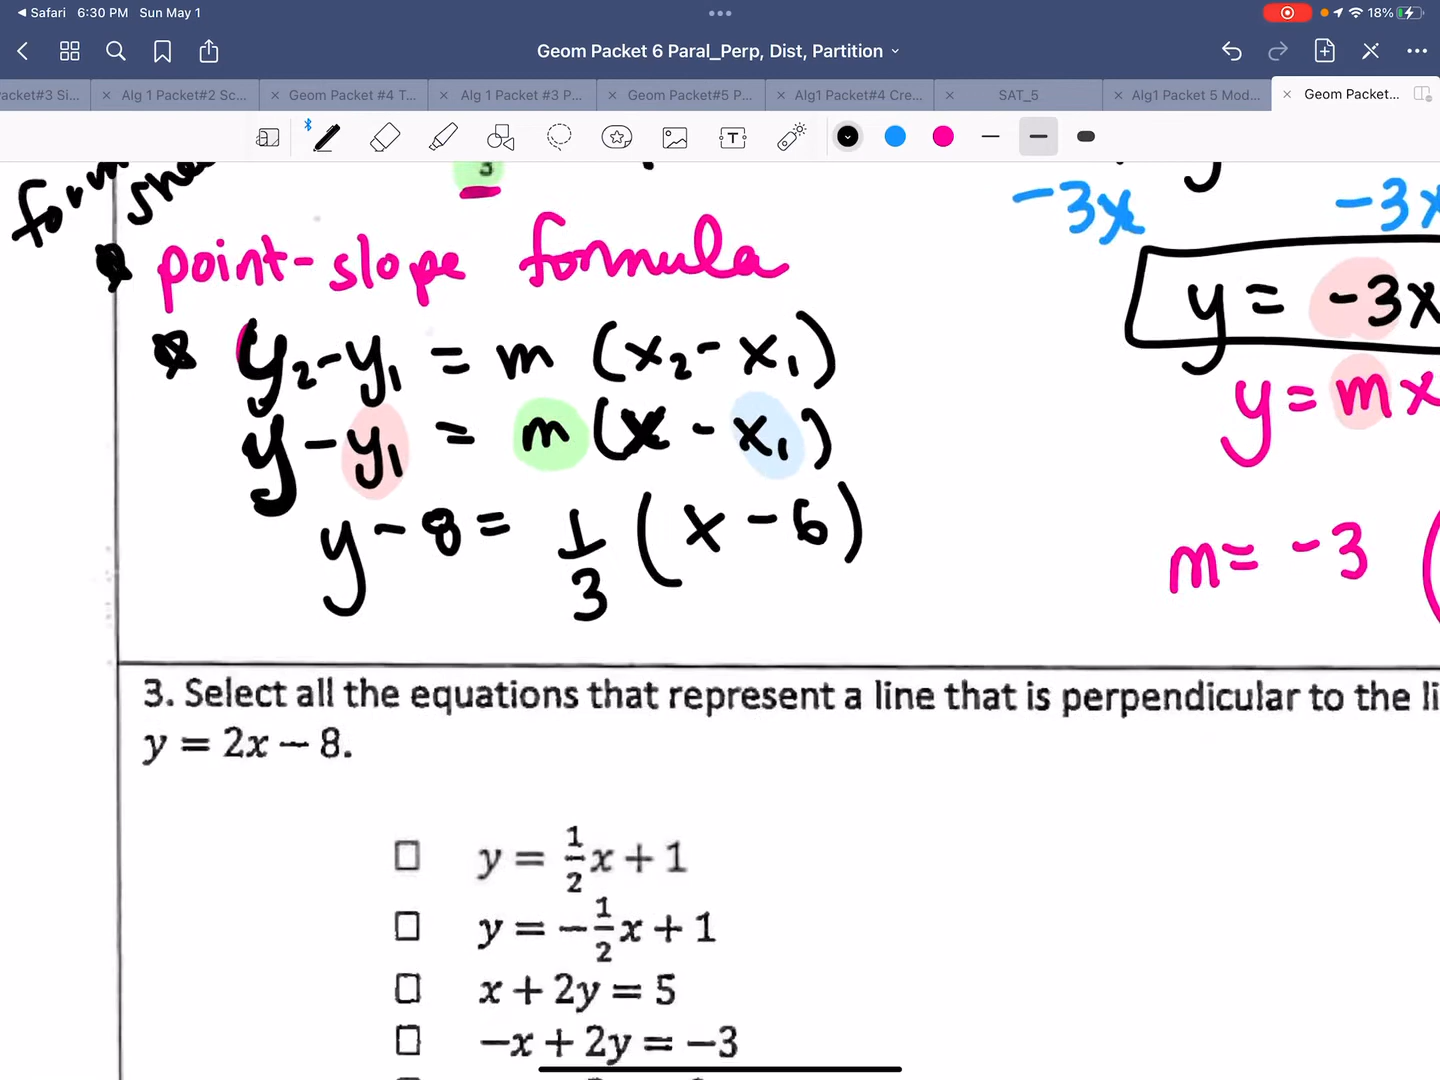 Safari 6:30 PM Sun May 1
18%
Geom Packet 6 Paral_Perp, Dist, Partition
acket#3 Si...
Alg 1 Packet#2 Sc...
Geom Packet #4 T...
Alg 1 Packet #3 P...
Geom Packet#5 P...
Alg1 Packet#4 Cre...
SAT_5
Alg1 Packet 5 Mod...
Geom Packet...
T
3
-3x
-3x
point-slope formula
y = -3x
y₂-y₁ = m (x₂-x₁)
y = mx
y-y₁ = m (x - x₁)
y-8 = 1/3 (x-6)
m = -3 (
3. Select all the equations that represent a line that is perpendicular to the li
y = 2x − 8.
y = 1/2 x + 1
y = −1/2 x + 1
x + 2y = 5
−x + 2y = −3